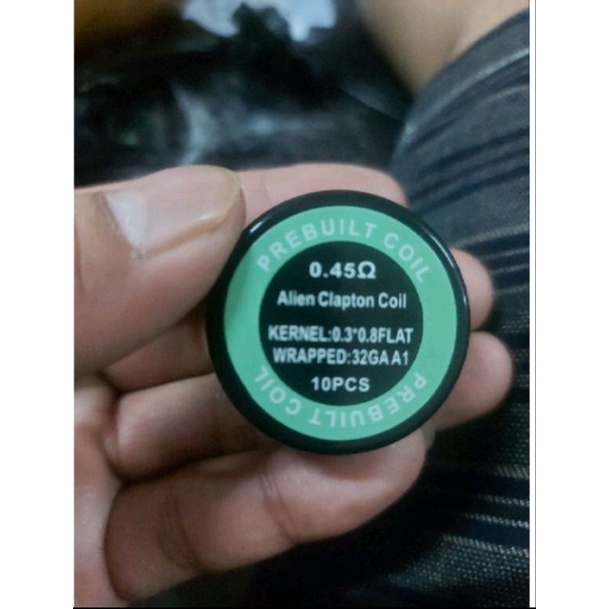 PREBUILT COIL
0.45Ω
Alien Clapton Coil
KERNEL:0.3*0.8FLAT
WRAPPED:32GA A1
10PCS
PREBUILT COIL